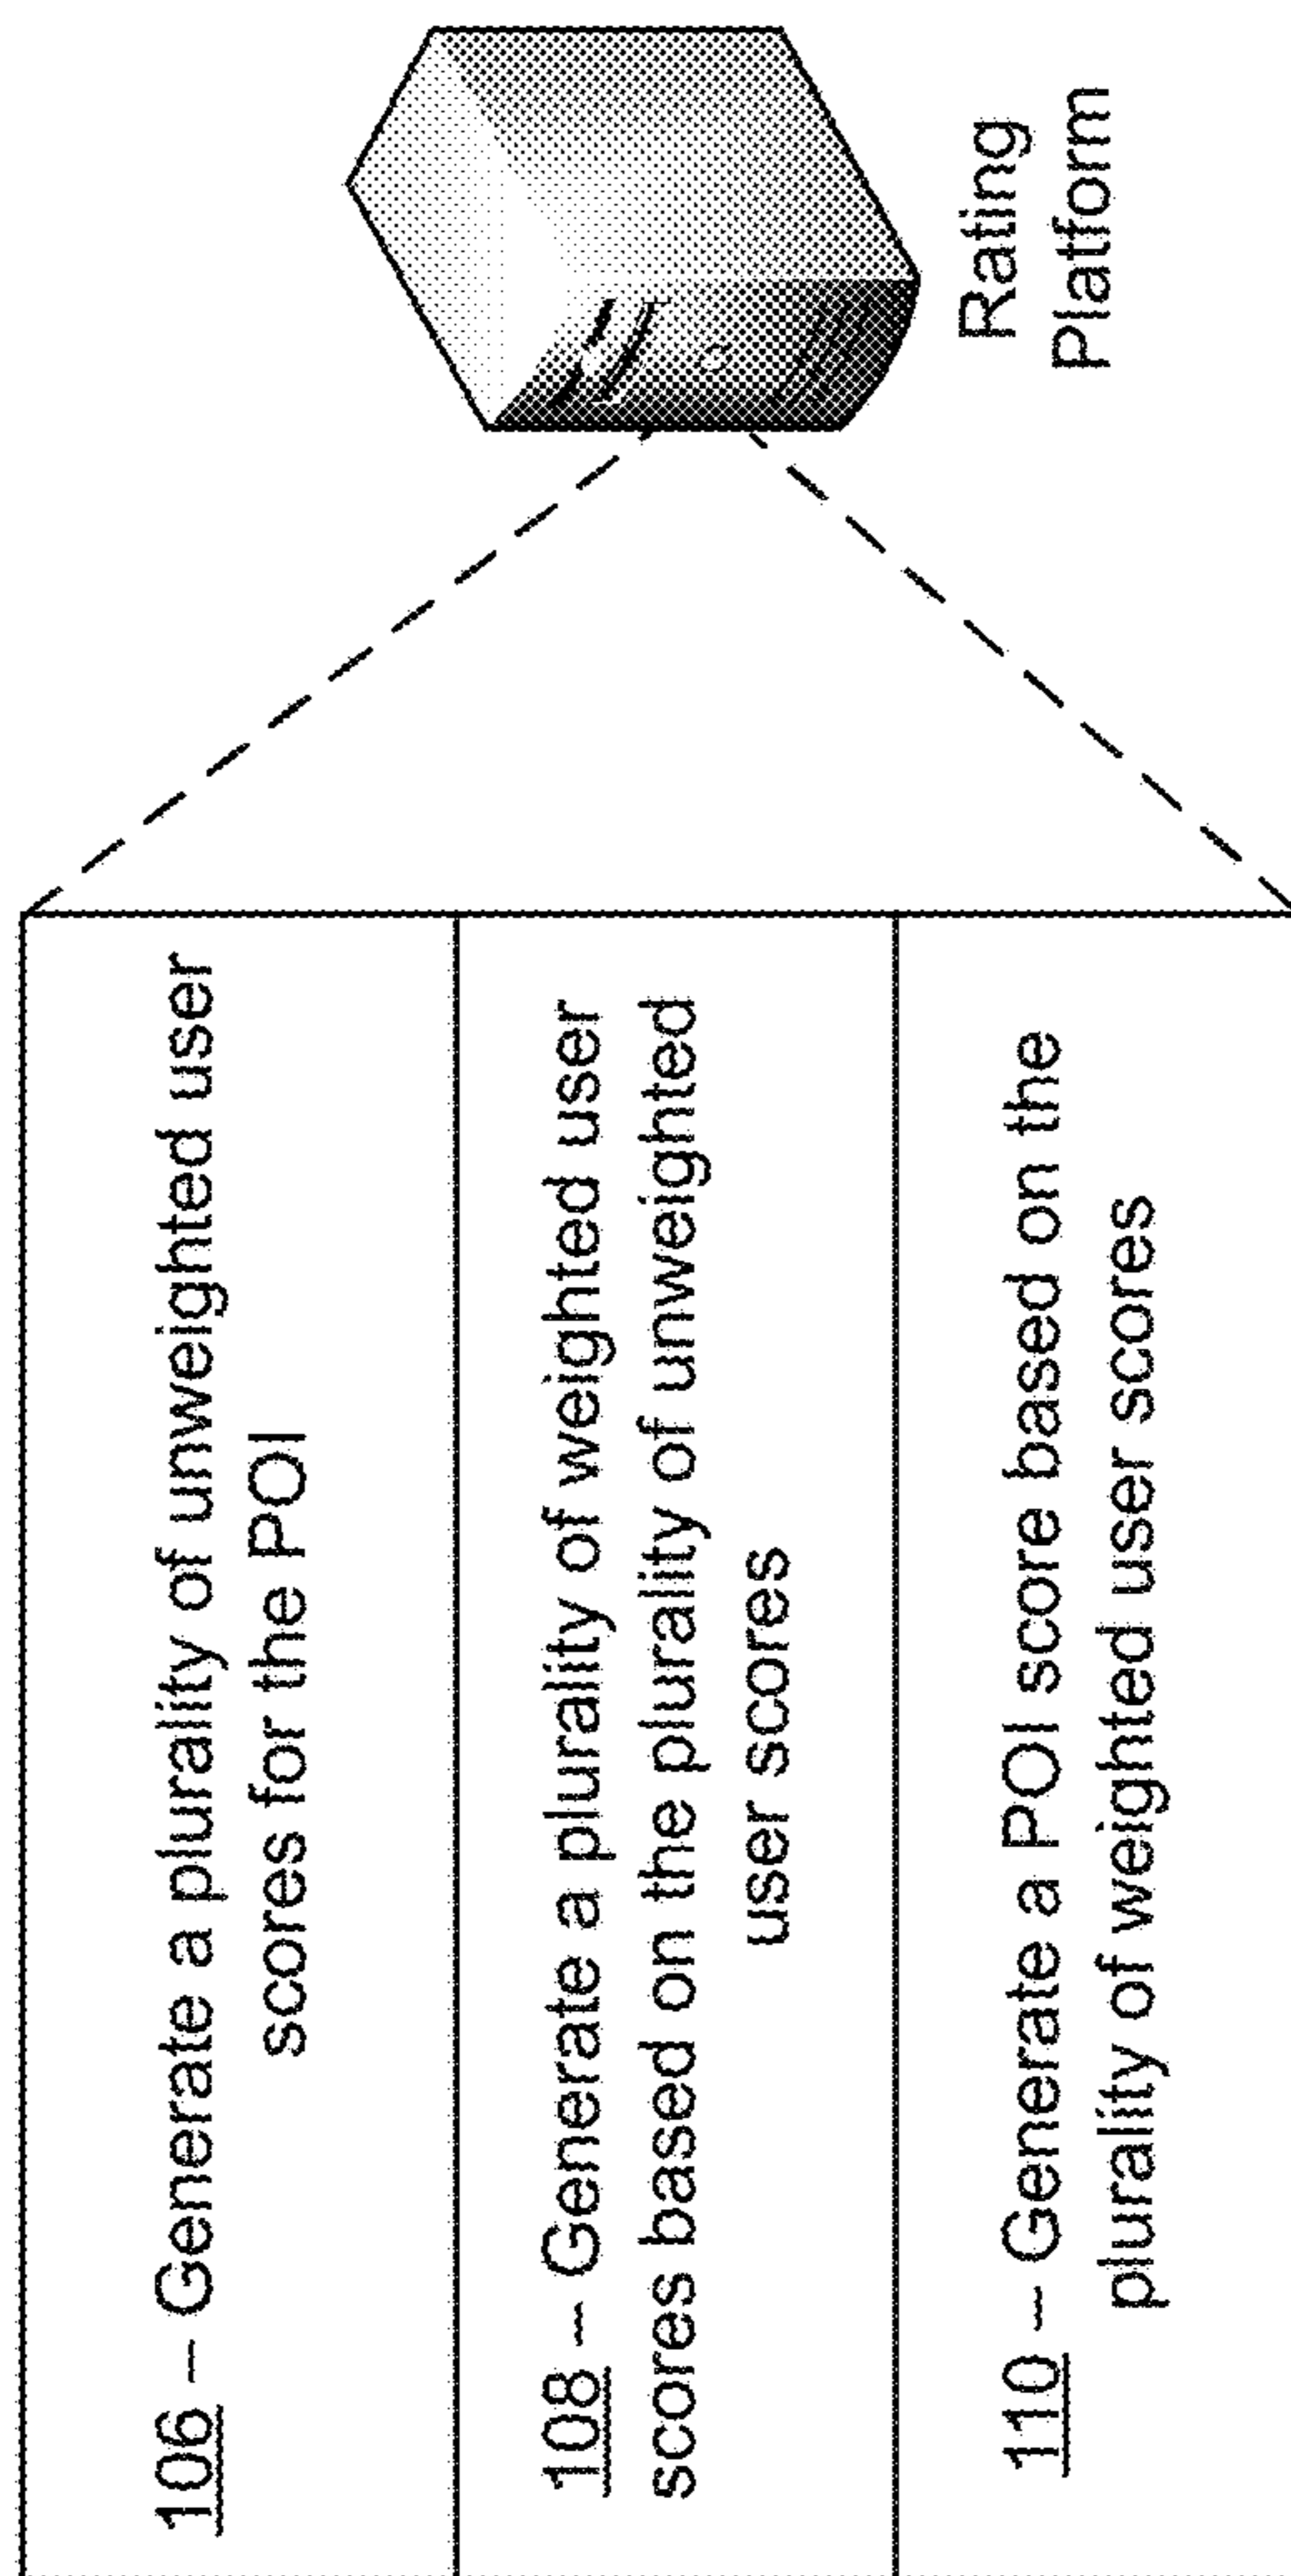 106 – Generate a plurality of unweighted user
scores for the POI
108 – Generate a plurality of weighted user
scores based on the plurality of unweighted
user scores
110 – Generate a POI score based on the
plurality of weighted user scores
Rating
Platform